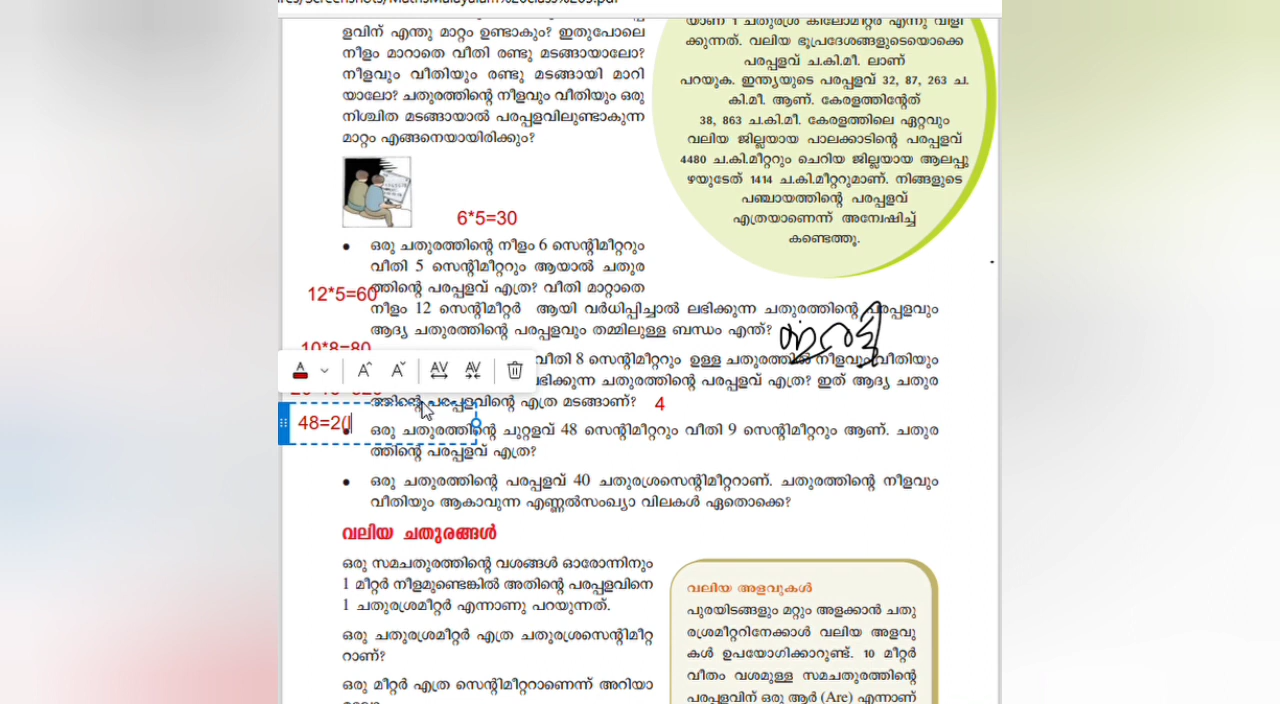 ളവിന് എന്തു മാറ്റം ഉണ്ടാകും? ഇതുപോലെ
നീളം മാറാതെ വീതി രണ്ടു മടങ്ങായാലോ?
നീളവും വീതിയും രണ്ടു മടങ്ങായി മാറി
യാലോ? ചതുരത്തിന്റെ നീളവും വീതിയും ഒരു
നിശ്ചിത മടങ്ങായാൽ പരപ്പളവിലുണ്ടാകുന്ന
മാറ്റം എങ്ങനെയായിരിക്കും?
യാണ് 1 ചതുരശ്ര കിലോമീറ്റർ എന്നു വിളി
ക്കുന്നത്. വലിയ ഭൂപ്രദേശങ്ങളുടെയൊക്കെ
പരപ്പളവ് ച.കി.മീ. ലാണ്
പറയുക. ഇന്ത്യയുടെ പരപ്പളവ് 32, 87, 263 ച.
കി.മീ. ആണ്. കേരളത്തിന്റേത്
38, 863 ച.കി.മീ. കേരളത്തിലെ ഏറ്റവും
വലിയ ജില്ലയായ പാലക്കാടിന്റെ പരപ്പളവ്
4480 ച.കി.മീറ്ററും ചെറിയ ജില്ലയായ ആലപ്പു
ഴയുടേത് 1414 ച.കി.മീറ്ററുമാണ്. നിങ്ങളുടെ
പഞ്ചായത്തിന്റെ പരപ്പളവ്
എത്രയാണെന്ന് അന്വേഷിച്ച്
കണ്ടെത്തൂ.
6*5=30
• ഒരു ചതുരത്തിന്റെ നീളം 6 സെന്റിമീറ്ററും
വീതി 5 സെന്റിമീറ്ററും ആയാൽ ചതുര
ത്തിന്റെ പരപ്പളവ് എത്ര? വീതി മാറ്റാതെ
12*5=60
നീളം 12 സെന്റിമീറ്റർ ആയി വർധിപ്പിച്ചാൽ ലഭിക്കുന്ന ചതുരത്തിന്റെ പരപ്പളവും
ആദ്യ ചതുരത്തിന്റെ പരപ്പളവും തമ്മിലുള്ള ബന്ധം എന്ത്?
10*8=80
വീതി 8 സെന്റിമീറ്ററും ഉള്ള ചതുരത്തിൽ നീളവും വീതിയും
ലഭിക്കുന്ന ചതുരത്തിന്റെ പരപ്പളവ് എത്ര? ഇത് ആദ്യ ചതുര
ത്തിന്റെ പരപ്പളവിന്റെ എത്ര മടങ്ങാണ്? 4
48=2(l
• ഒരു ചതുരത്തിന്റെ ചുറ്റളവ് 48 സെന്റിമീറ്ററും വീതി 9 സെന്റിമീറ്ററും ആണ്. ചതുര
ത്തിന്റെ പരപ്പളവ് എത്ര?
• ഒരു ചതുരത്തിന്റെ പരപ്പളവ് 40 ചതുരശ്രസെന്റിമീറ്ററാണ്. ചതുരത്തിന്റെ നീളവും
വീതിയും ആകാവുന്ന എണ്ണൽസംഖ്യാ വിലകൾ ഏതൊക്കെ?
വലിയ ചതുരങ്ങൾ
ഒരു സമചതുരത്തിന്റെ വശങ്ങൾ ഓരോന്നിനും
1 മീറ്റർ നീളമുണ്ടെങ്കിൽ അതിന്റെ പരപ്പളവിനെ
1 ചതുരശ്രമീറ്റർ എന്നാണു പറയുന്നത്.
ഒരു ചതുരശ്രമീറ്റർ എത്ര ചതുരശ്രസെന്റിമീറ്റ
റാണ്?
ഒരു മീറ്റർ എത്ര സെന്റിമീറ്ററാണെന്ന് അറിയാ
വലിയ അളവുകൾ
പുരയിടങ്ങളും മറ്റും അളക്കാൻ ചതു
രശ്രമീറ്ററിനേക്കാൾ വലിയ അളവു
കൾ ഉപയോഗിക്കാറുണ്ട്. 10 മീറ്റർ
വീതം വശമുള്ള സമചതുരത്തിന്റെ
പരപ്പളവിന് ഒരു ആർ (Are) എന്നാണ്